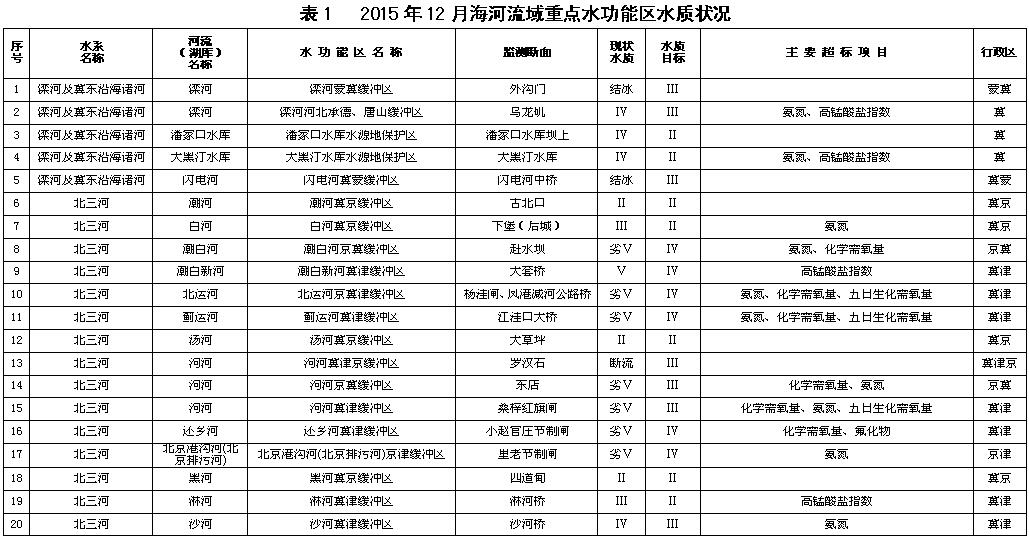 表1 2015年12月海河流域重点水功能区水质状况
序号 水系名称 河流（湖库）名称 水功能区名称 监测断面 现状水质 水质目标 主要超标项目 行政区
1 滦河及冀东沿海诸河 滦河 滦河蒙冀缓冲区 外沟门 结冰 III 蒙冀
2 滦河及冀东沿海诸河 滦河 滦河河北承德、唐山缓冲区 乌龙矶 IV III 氨氮、高锰酸盐指数 冀
3 滦河及冀东沿海诸河 潘家口水库 潘家口水库水源地保护区 潘家口水库坝上 IV II 冀
4 滦河及冀东沿海诸河 大黑汀水库 大黑汀水库水源地保护区 大黑汀水库 IV II 氨氮、高锰酸盐指数 冀
5 滦河及冀东沿海诸河 闪电河 闪电河冀蒙缓冲区 闪电河中桥 结冰 III 冀蒙
6 北三河 潮河 潮河冀京缓冲区 古北口 II II 冀京
7 北三河 白河 白河冀京缓冲区 下堡（后城） III II 氨氮 冀京
8 北三河 潮白河 潮白河京冀缓冲区 赶水坝 劣V IV 氨氮、化学需氧量 京冀
9 北三河 潮白新河 潮白新河冀津缓冲区 大套桥 V IV 高锰酸盐指数 冀津
10 北三河 北运河 北运河京冀缓冲区 杨洼闸、凤港减河公路桥 劣V IV 氨氮、化学需氧量、五日生化需氧量 冀津
11 北三河 蓟运河 蓟运河冀津缓冲区 江洼口大桥 劣V IV 氨氮、化学需氧量、五日生化需氧量 冀津
12 北三河 汤河 汤河冀京缓冲区 大草坪 II II 冀京
13 北三河 泃河 泃河冀津京缓冲区 罗汉石 断流 III 冀津京
14 北三河 泃河 泃河京冀缓冲区 东店 劣V III 化学需氧量、氨氮 京冀
15 北三河 泃河 泃河冀津缓冲区 桑梓红旗闸 劣V III 化学需氧量、氨氮、五日生化需氧量 冀津
16 北三河 还乡河 还乡河冀津缓冲区 小赵官庄节制闸 劣V IV 化学需氧量、氟化物 冀津
17 北三河 北京港沟河(北京排污河) 北京港沟河(北京排污河)京津缓冲区 里老节制闸 劣V IV 氨氮 京津
18 北三河 黑河 黑河冀京缓冲区 四道甸 II II 冀京
19 北三河 淋河 淋河冀津缓冲区 淋河桥 III II 高锰酸盐指数 冀津
20 北三河 沙河 沙河冀津缓冲区 沙河桥 IV III 氨氮 冀津